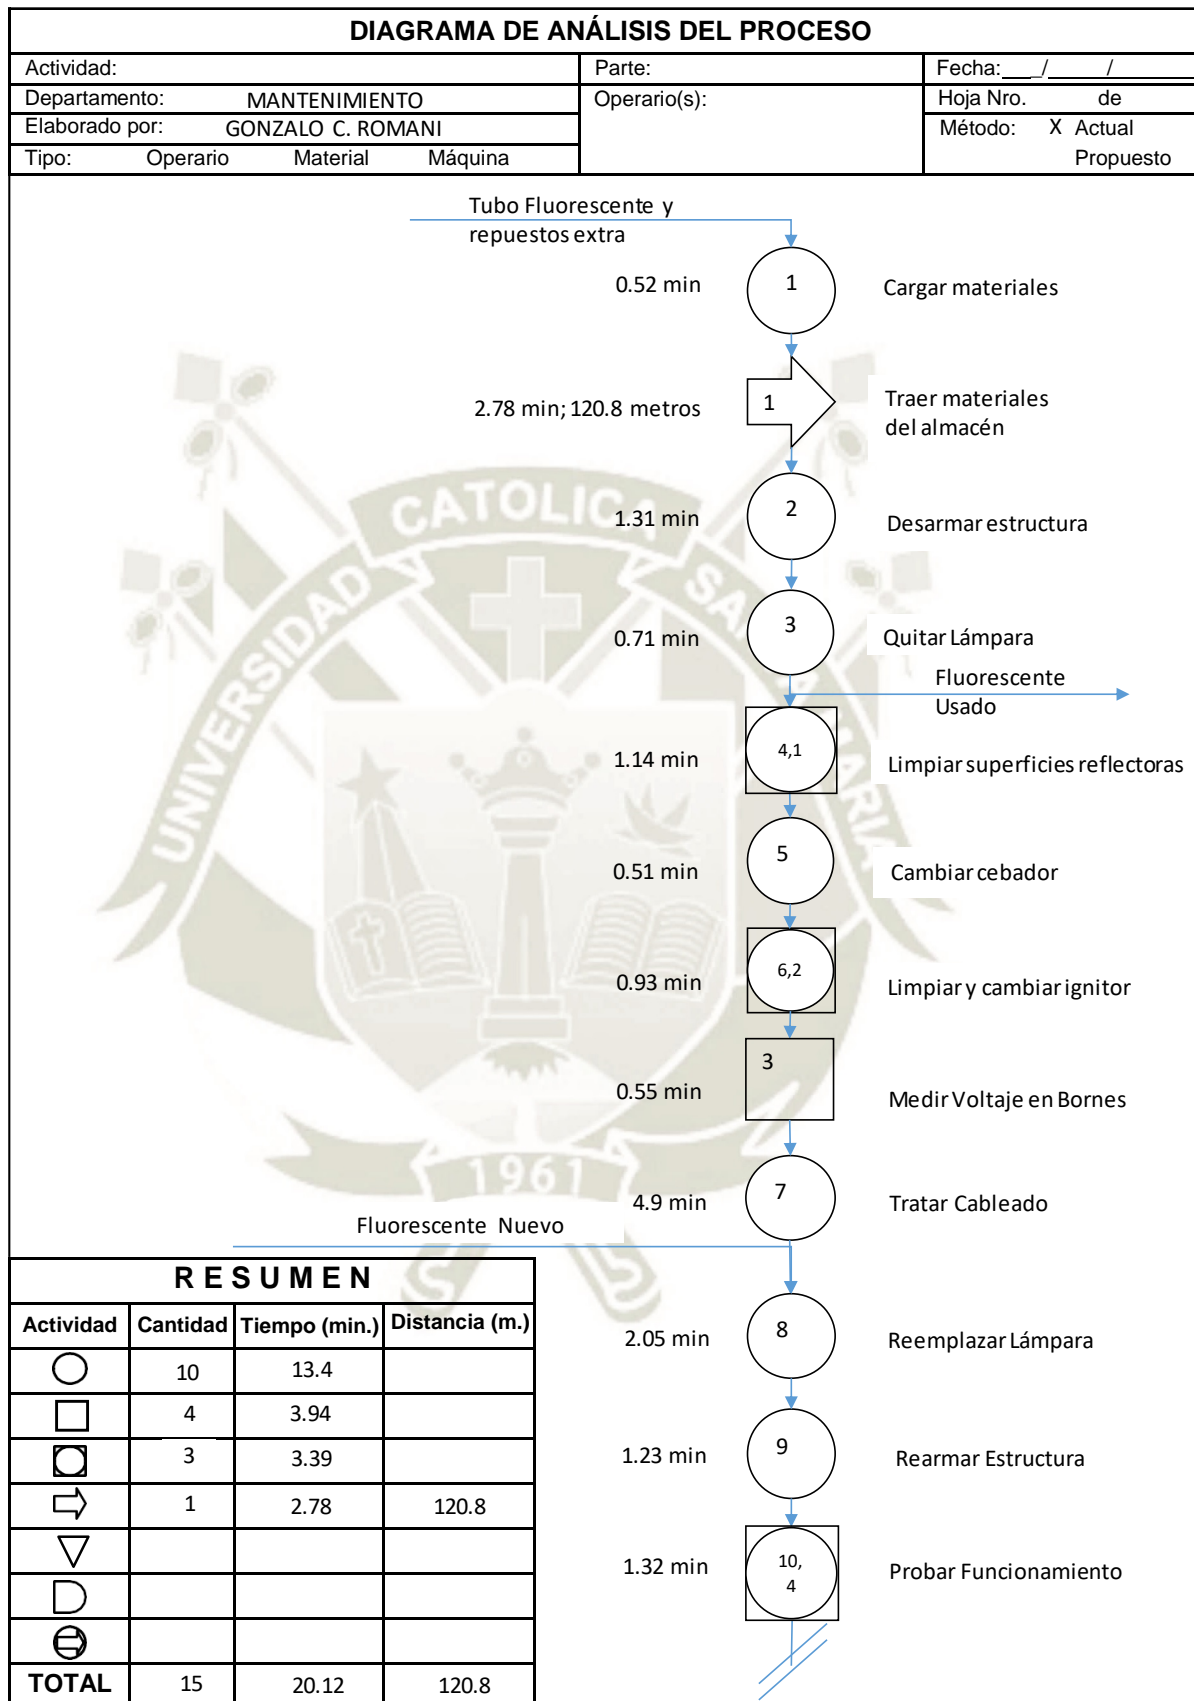 DIAGRAMA DE ANÁLISIS DEL PROCESO
Actividad: Parte: Fecha:___/____/____
Departamento: MANTENIMIENTO Operario(s): Hoja Nro. de
Elaborado por: GONZALO C. ROMANI Método: X Actual
Tipo: Operario Material Máquina Propuesto
Tubo Fluorescente y
repuestos extra
0.52 min 1 Cargar materiales
2.78 min; 120.8 metros 1 Traer materiales
del almacén
1.31 min 2 Desarmar estructura
0.71 min 3 Quitar Lámpara
Fluorescente
Usado
1.14 min 4,1 Limpiar superficies reflectoras
0.51 min 5 Cambiar cebador
0.93 min 6,2 Limpiar y cambiar ignitor
0.55 min 3 Medir Voltaje en Bornes
4.9 min 7 Tratar Cableado
Fluorescente Nuevo
2.05 min 8 Reemplazar Lámpara
1.23 min 9 Rearmar Estructura
1.32 min 10, Probar Funcionamiento
4
RESUMEN
Actividad Cantidad Tiempo (min.) Distancia (m.)
10 13.4
4 3.94
3 3.39
1 2.78 120.8
TOTAL 15 20.12 120.8
UNIVERSIDAD CATOLICA SANTA MARIA
1961